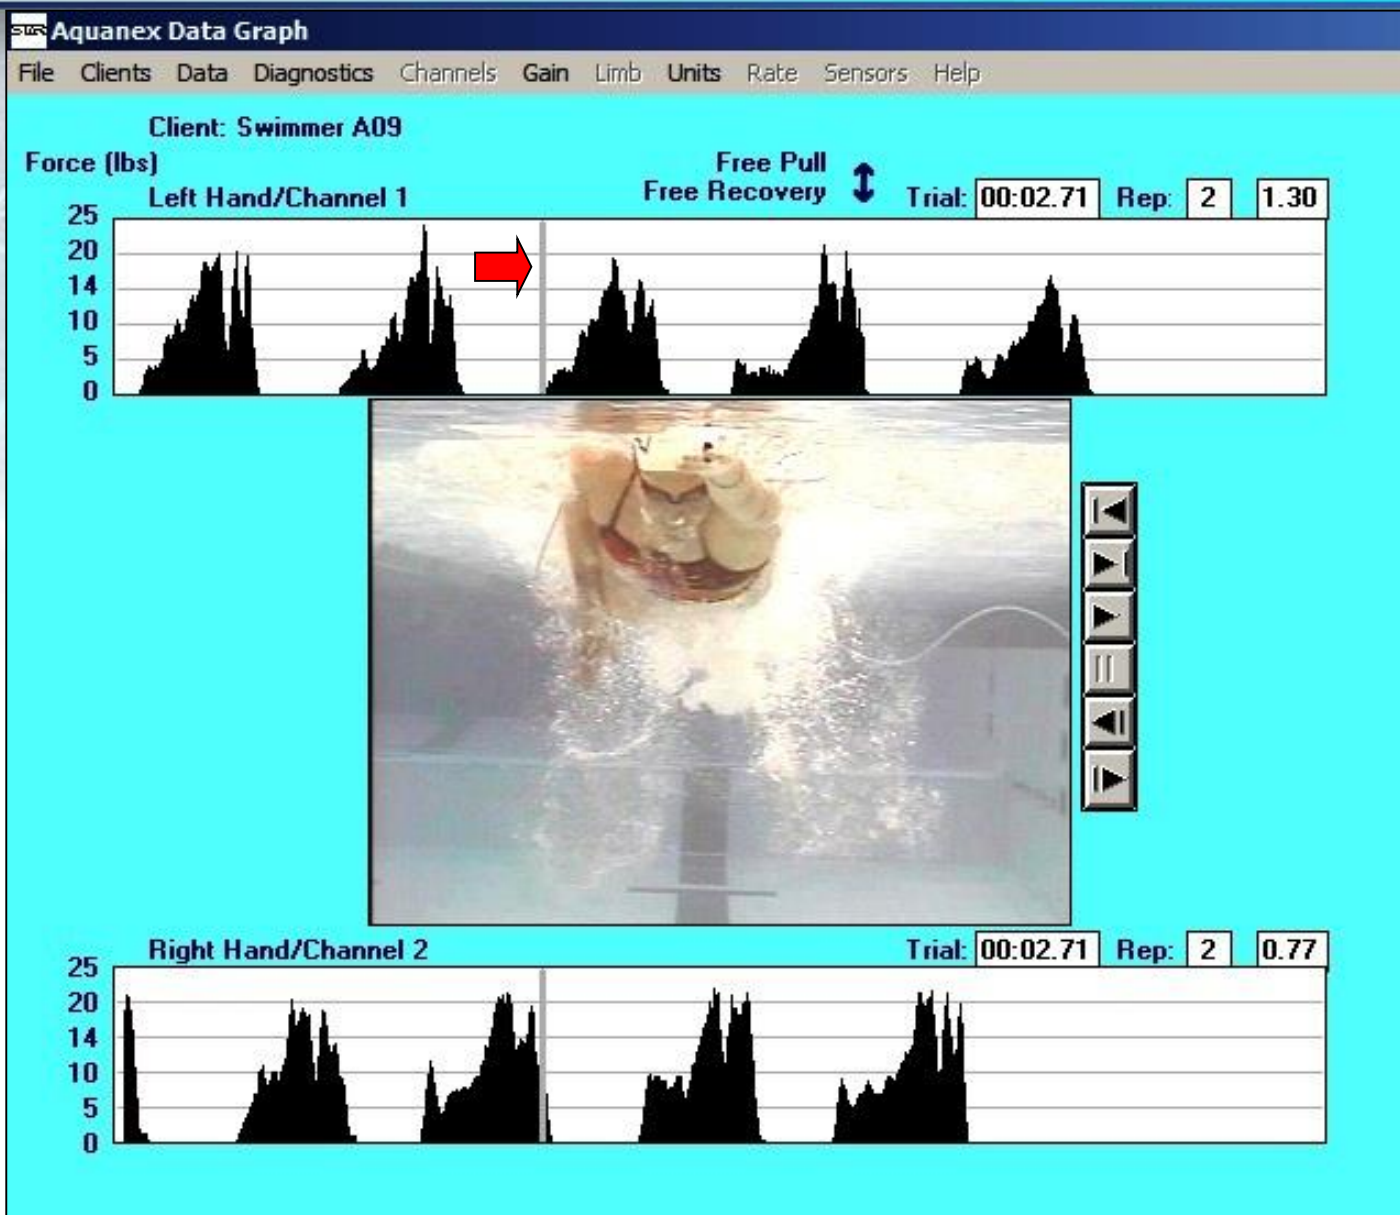 STAR Aquanex Data Graph
File Clients Data Diagnostics Channels Gain Limb Units Rate Sensors Help
Client: Swimmer A09
Force (lbs)
Free Pull
Free Recovery
Left Hand/Channel 1
Trial: 00:02.71 Rep: 2 1.30
25
20
14
10
5
0
Right Hand/Channel 2
Trial: 00:02.71 Rep: 2 0.77
25
20
14
10
5
0